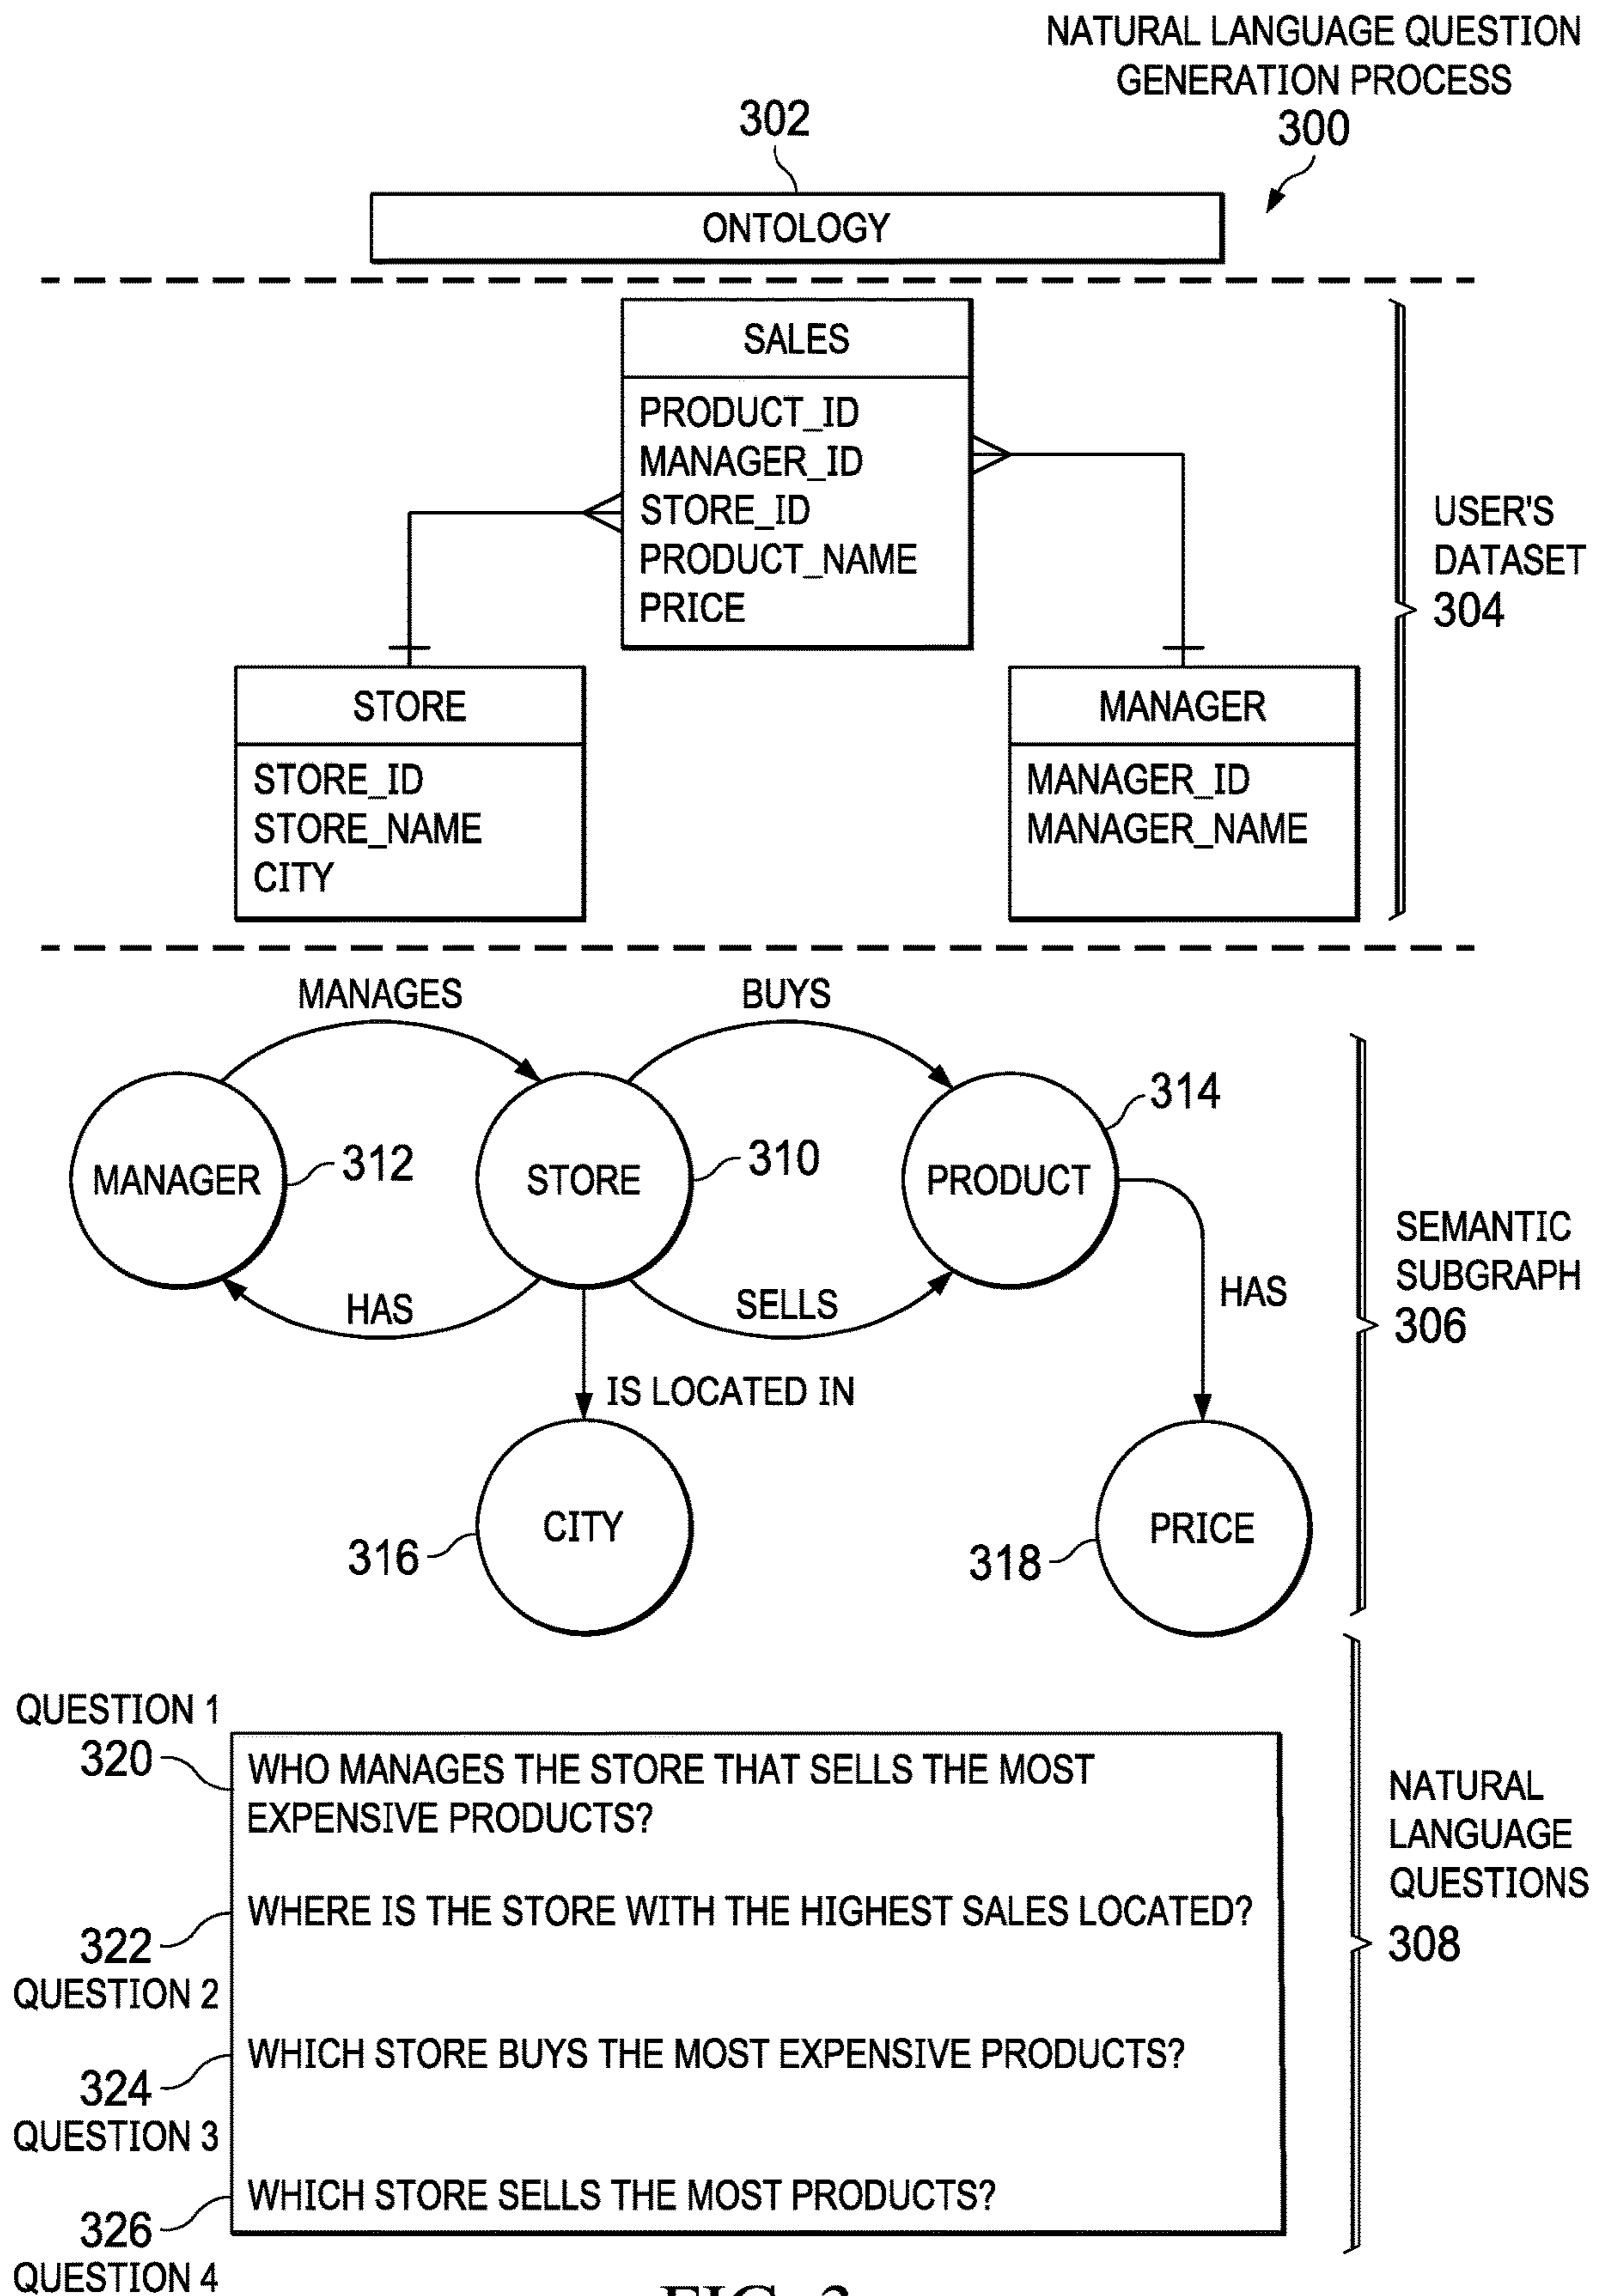 NATURAL LANGUAGE QUESTION
GENERATION PROCESS
300
302
ONTOLOGY
SALES
PRODUCT_ID
MANAGER_ID
STORE_ID
PRODUCT_NAME
PRICE
STORE
STORE_ID
STORE_NAME
CITY
MANAGER
MANAGER_ID
MANAGER_NAME
USER'S
DATASET
304
MANAGES
BUYS
MANAGER
312
STORE
310
PRODUCT
314
HAS
SELLS
HAS
IS LOCATED IN
CITY
316
PRICE
318
SEMANTIC
SUBGRAPH
306
QUESTION 1
320
WHO MANAGES THE STORE THAT SELLS THE MOST
EXPENSIVE PRODUCTS?
WHERE IS THE STORE WITH THE HIGHEST SALES LOCATED?
322
QUESTION 2
WHICH STORE BUYS THE MOST EXPENSIVE PRODUCTS?
324
QUESTION 3
WHICH STORE SELLS THE MOST PRODUCTS?
326
QUESTION 4
NATURAL
LANGUAGE
QUESTIONS
308
FIG. 3